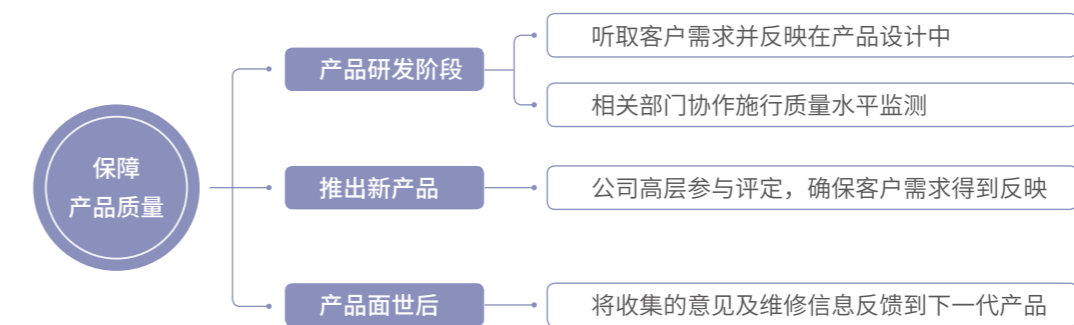 保障
产品质量
产品研发阶段
听取客户需求并反映在产品设计中
相关部门协作施行质量水平监测
推出新产品
公司高层参与评定，确保客户需求得到反映
产品面世后
将收集的意见及维修信息反馈到下一代产品